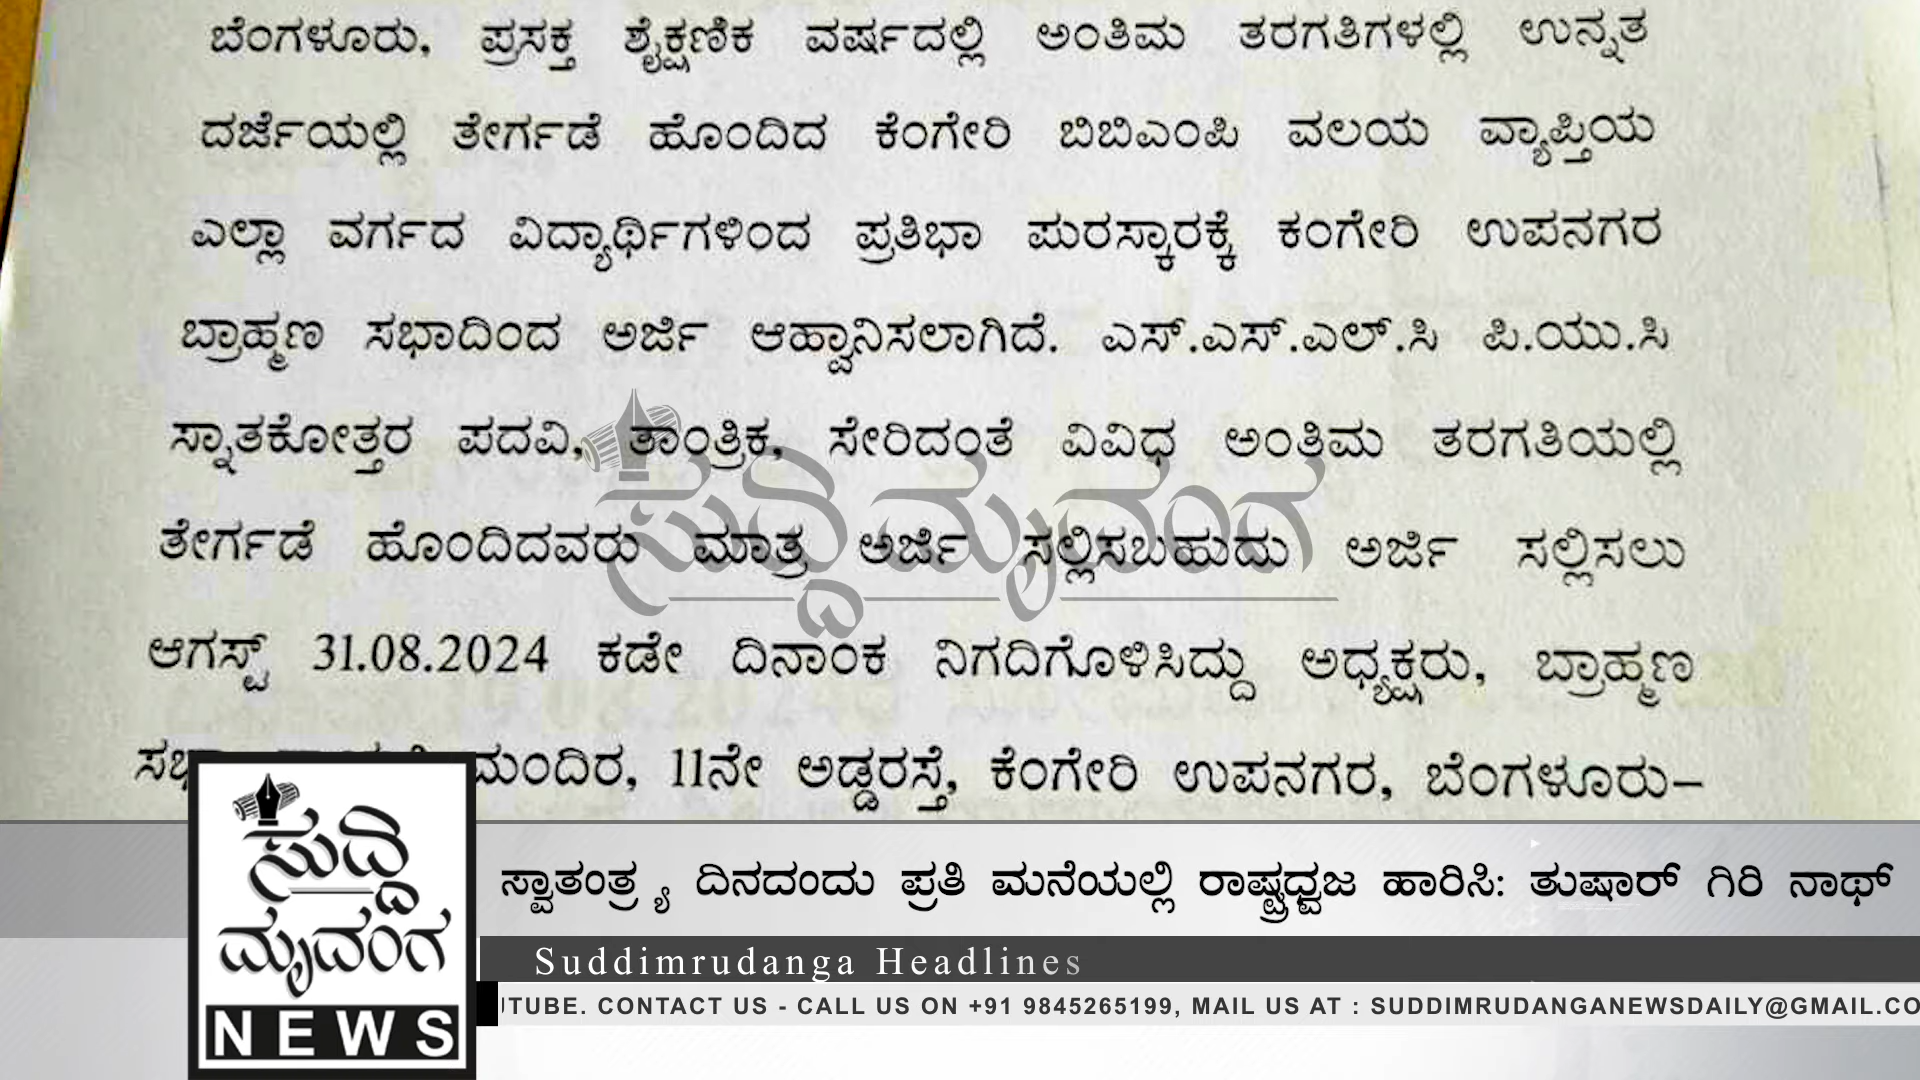 ಬೆಂಗಳೂರು, ಪ್ರಸಕ್ತ ಶೈಕ್ಷಣಿಕ ವರ್ಷದಲ್ಲಿ ಅಂತಿಮ ತರಗತಿಗಳಲ್ಲಿ ಉನ್ನತ
ದರ್ಜೆಯಲ್ಲಿ ತೇರ್ಗಡೆ ಹೊಂದಿದ ಕೆಂಗೇರಿ ಬಿಬಿಎಂಪಿ ವಲಯ ವ್ಯಾಪ್ತಿಯ
ಎಲ್ಲಾ ವರ್ಗದ ವಿದ್ಯಾರ್ಥಿಗಳಿಂದ ಪ್ರತಿಭಾ ಪುರಸ್ಕಾರಕ್ಕೆ ಕಂಗೇರಿ ಉಪನಗರ
ಬ್ರಾಹ್ಮಣ ಸಭಾದಿಂದ ಅರ್ಜಿ ಆಹ್ವಾನಿಸಲಾಗಿದೆ. ಎಸ್.ಎಸ್.ಎಲ್.ಸಿ ಪಿ.ಯು.ಸಿ
ಸ್ನಾತಕೋತ್ತರ ಪದವಿ, ತಾಂತ್ರಿಕ, ಸೇರಿದಂತೆ ವಿವಿಧ ಅಂತಿಮ ತರಗತಿಯಲ್ಲಿ
ತೇರ್ಗಡೆ ಹೊಂದಿದವರು ಮಾತ್ರ ಅರ್ಜಿ ಸಲ್ಲಿಸಬಹುದು ಅರ್ಜಿ ಸಲ್ಲಿಸಲು
ಸುದ್ದಿ ಮೃದಂಗ
ಆಗಸ್ಟ್ 31.08.2024 ಕಡೇ ದಿನಾಂಕ ನಿಗದಿಗೊಳಿಸಿದ್ದು ಅಧ್ಯಕ್ಷರು, ಬ್ರಾಹ್ಮಣ
ಮಂದಿರ, 11ನೇ ಅಡ್ಡರಸ್ತೆ, ಕೆಂಗೇರಿ ಉಪನಗರ, ಬೆಂಗಳೂರು–
ಸುದ್ದಿ
ಮೃದಂಗ
NEWS
ಸ್ವಾತಂತ್ರ್ಯ ದಿನದಂದು ಪ್ರತಿ ಮನೆಯಲ್ಲಿ ರಾಷ್ಟ್ರಧ್ವಜ ಹಾರಿಸಿ: ತುಷಾರ್ ಗಿರಿ ನಾಥ್
Suddimrudanga Headlines
UTUBE. CONTACT US - CALL US ON +91 9845265199, MAIL US AT : SUDDIMRUDANGANEWSDAILY@GMAIL.CO